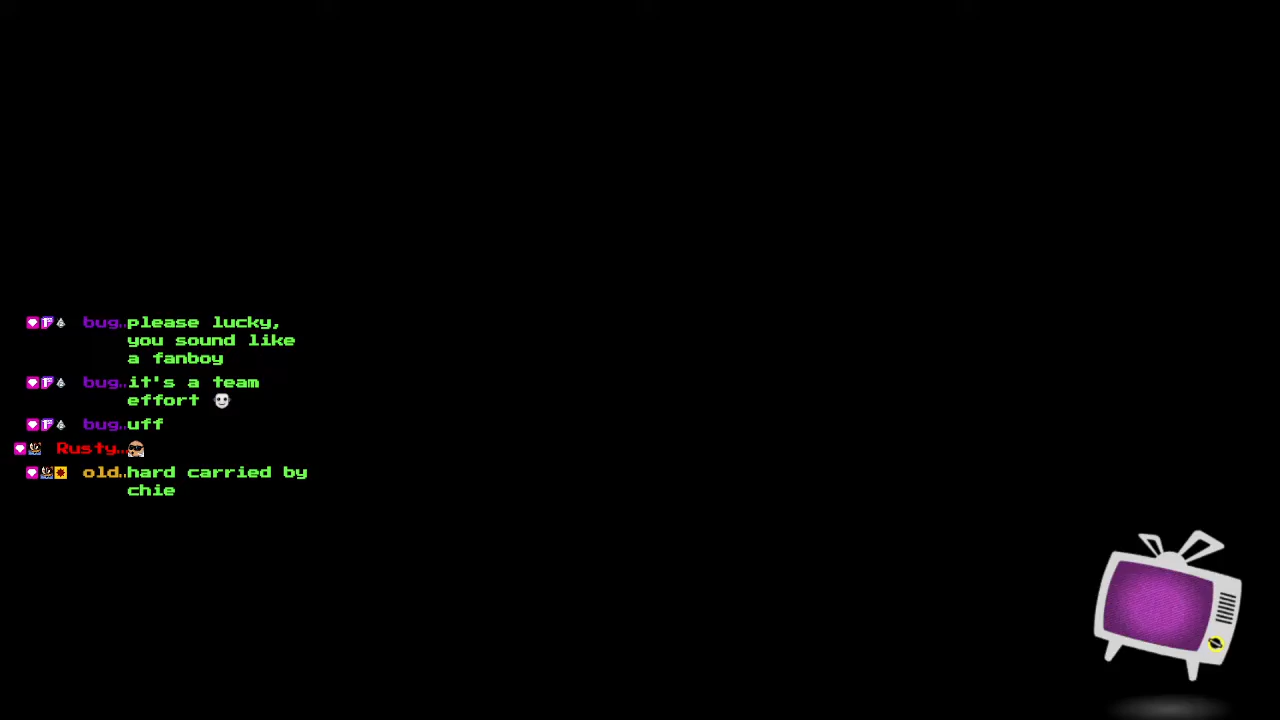 bug..please lucky,
you sound like
a fanboy
bug..it's a team
effort
bug..uff
Rusty..
old..hard carried by
chie